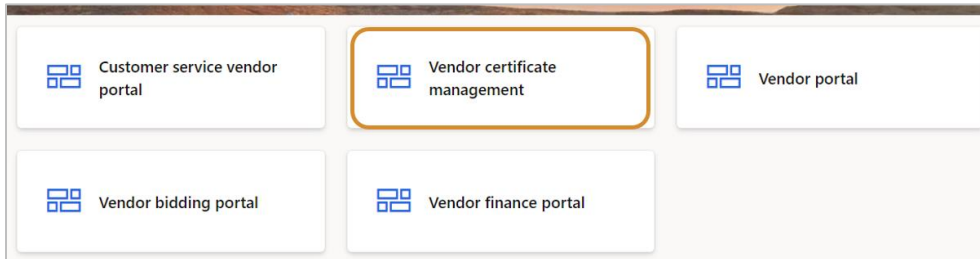 Customer service vendor
portal
Vendor certificate
management
Vendor portal
Vendor bidding portal
Vendor finance portal